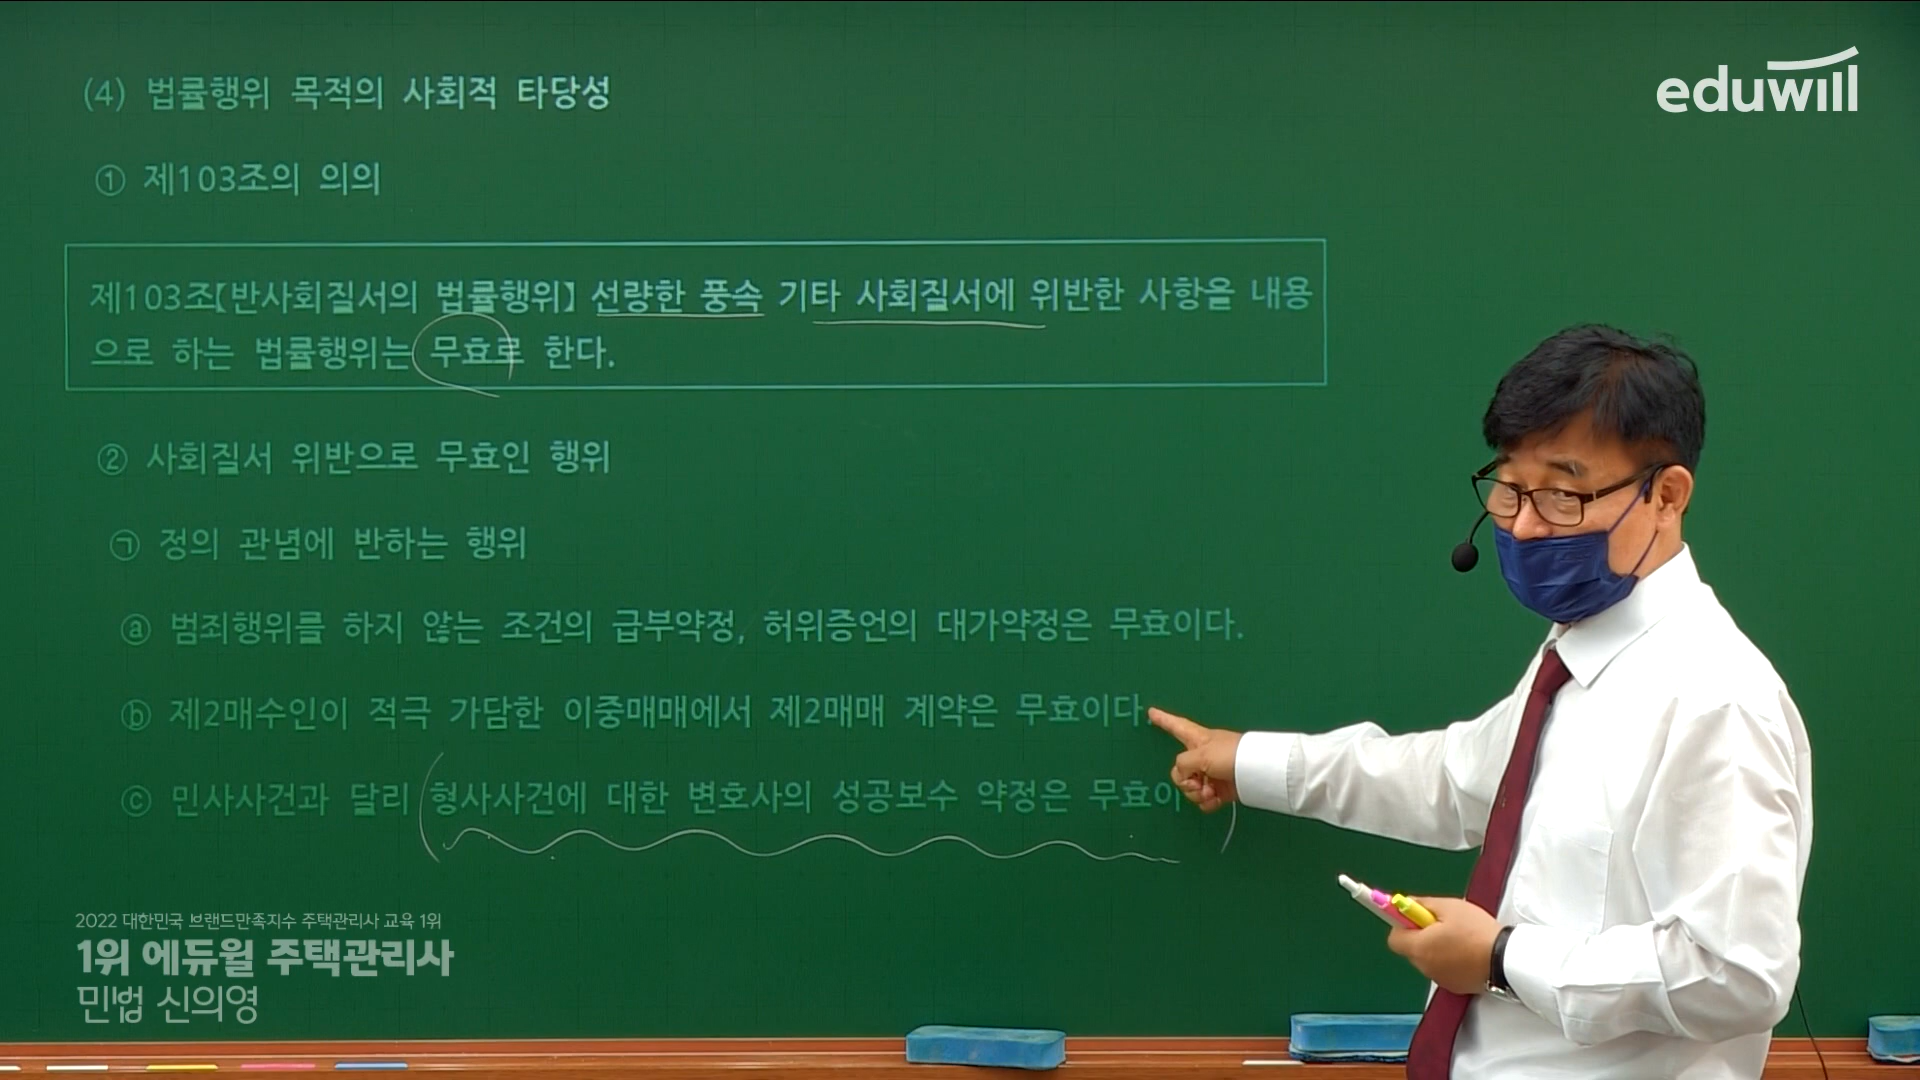 (4) 법률행위 목적의 사회적 타당성
eduwill
① 제103조의 의의
제103조【반사회질서의 법률행위】 선량한 풍속 기타 사회질서에 위반한 사항을 내용
으로 하는 법률행위는 무효로 한다.
② 사회질서 위반으로 무효인 행위
㉠ 정의 관념에 반하는 행위
ⓐ 범죄행위를 하지 않는 조건의 급부약정, 허위증언의 대가약정은 무효이다.
ⓑ 제2매수인이 적극 가담한 이중매매에서 제2매매 계약은 무효이다.
ⓒ 민사사건과 달리 형사사건에 대한 변호사의 성공보수 약정은 무효이
2022 대한민국 브랜드만족지수 주택관리사 교육 1위
1위 에듀윌 주택관리사
민법 신의영